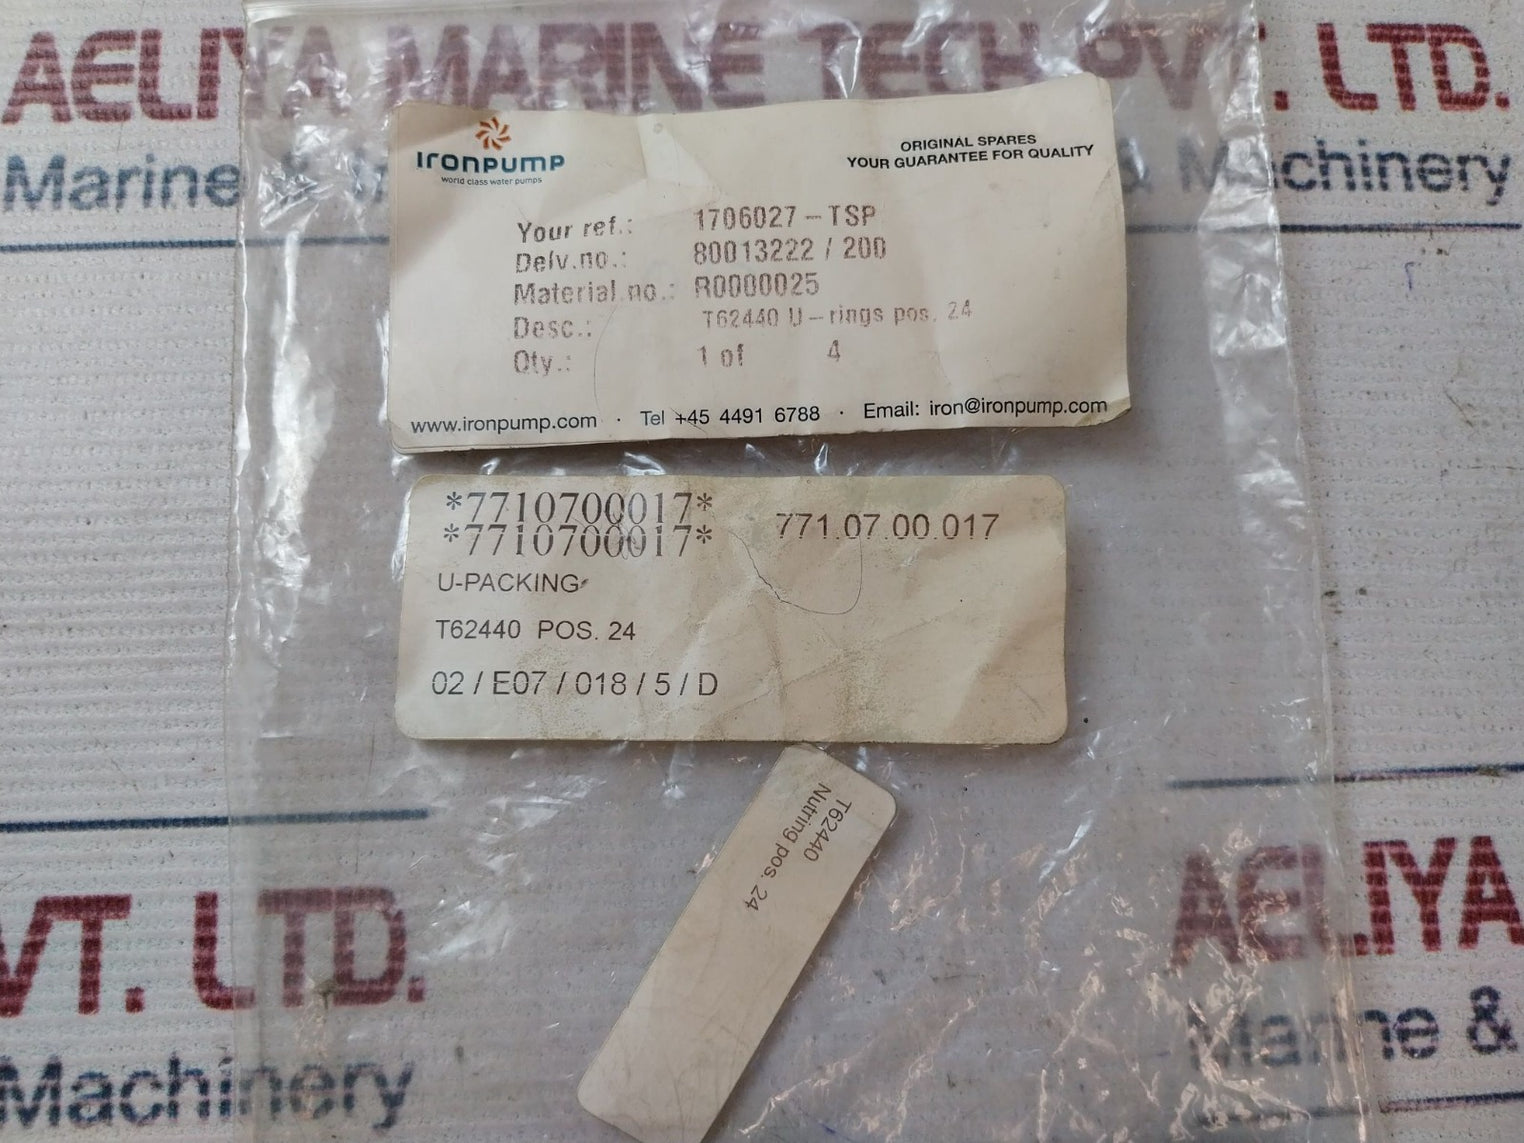 AELIYA MARINE TECH PVT. LTD.
Marine & Machinery
IRONPUMP
world class water pumps
ORIGINAL SPARES
YOUR GUARANTEE FOR QUALITY
Your ref.: 1706027 - TSP
Delv.no.: 80013222 / 200
Material no.: R0000025
Desc.: T62440 U - rings pos. 24
Qty.: 1 of 4
www.ironpump.com · Tel +45 4491 6788 · Email: iron@ironpump.com
*7710700017*
*7710700017* 771.07.00.017
U-PACKING
T62440 POS. 24
02 / E07 / 018 / 5 / D
T62440
Nutring pos. 24
VT. LTD.
Machinery
AELIYA
Marine &